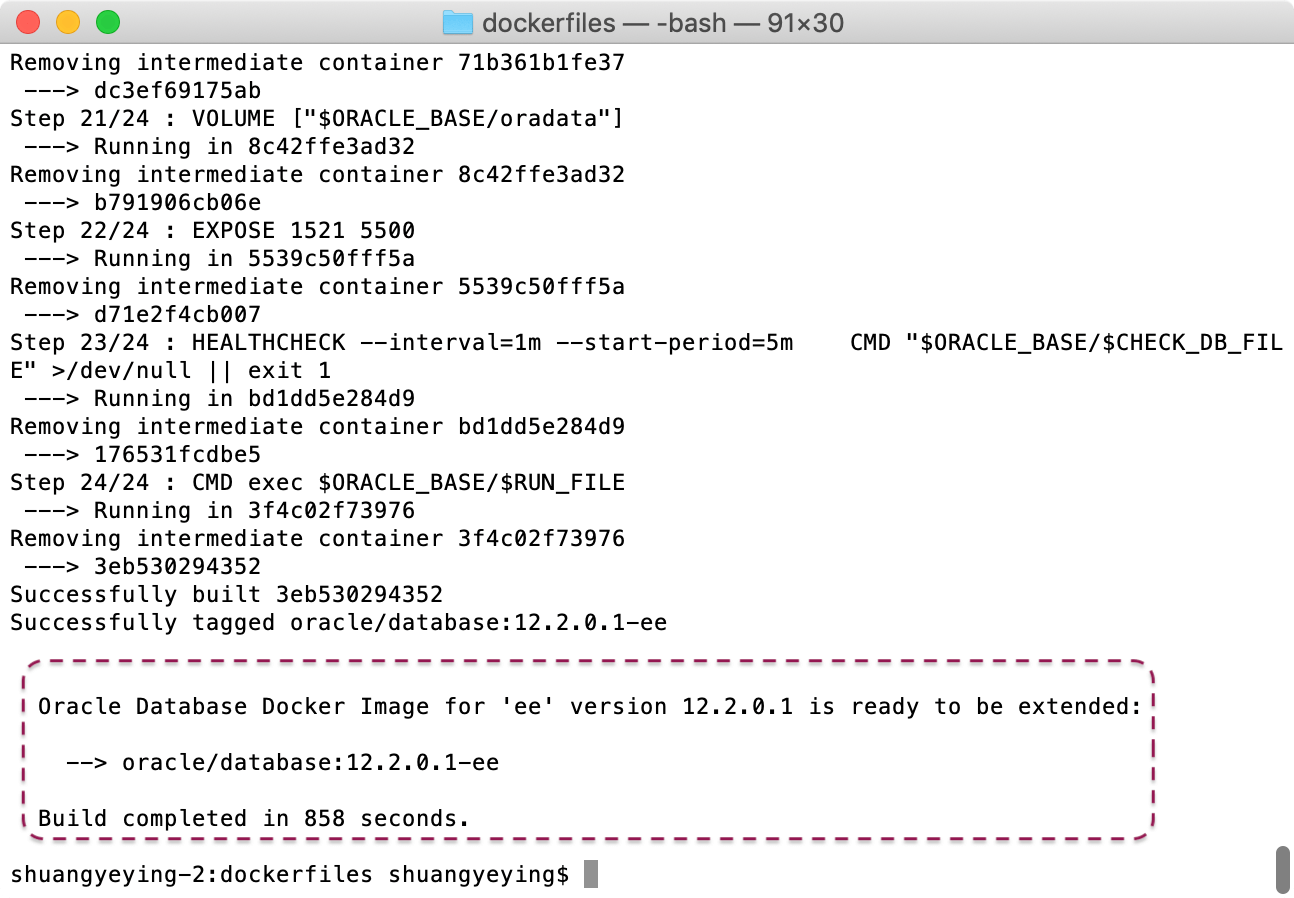 dockerfiles — -bash — 91×30
Removing intermediate container 71b361b1fe37
---> dc3ef69175ab
Step 21/24 : VOLUME ["$ORACLE_BASE/oradata"]
---> Running in 8c42ffe3ad32
Removing intermediate container 8c42ffe3ad32
---> b791906cb06e
Step 22/24 : EXPOSE 1521 5500
---> Running in 5539c50fff5a
Removing intermediate container 5539c50fff5a
---> d71e2f4cb007
Step 23/24 : HEALTHCHECK --interval=1m --start-period=5m    CMD "$ORACLE_BASE/$CHECK_DB_FIL
E" >/dev/null || exit 1
---> Running in bd1dd5e284d9
Removing intermediate container bd1dd5e284d9
---> 176531fcdbe5
Step 24/24 : CMD exec $ORACLE_BASE/$RUN_FILE
---> Running in 3f4c02f73976
Removing intermediate container 3f4c02f73976
---> 3eb530294352
Successfully built 3eb530294352
Successfully tagged oracle/database:12.2.0.1-ee
Oracle Database Docker Image for 'ee' version 12.2.0.1 is ready to be extended:
--> oracle/database:12.2.0.1-ee
Build completed in 858 seconds.
shuangyeying-2:dockerfiles shuangyeying$